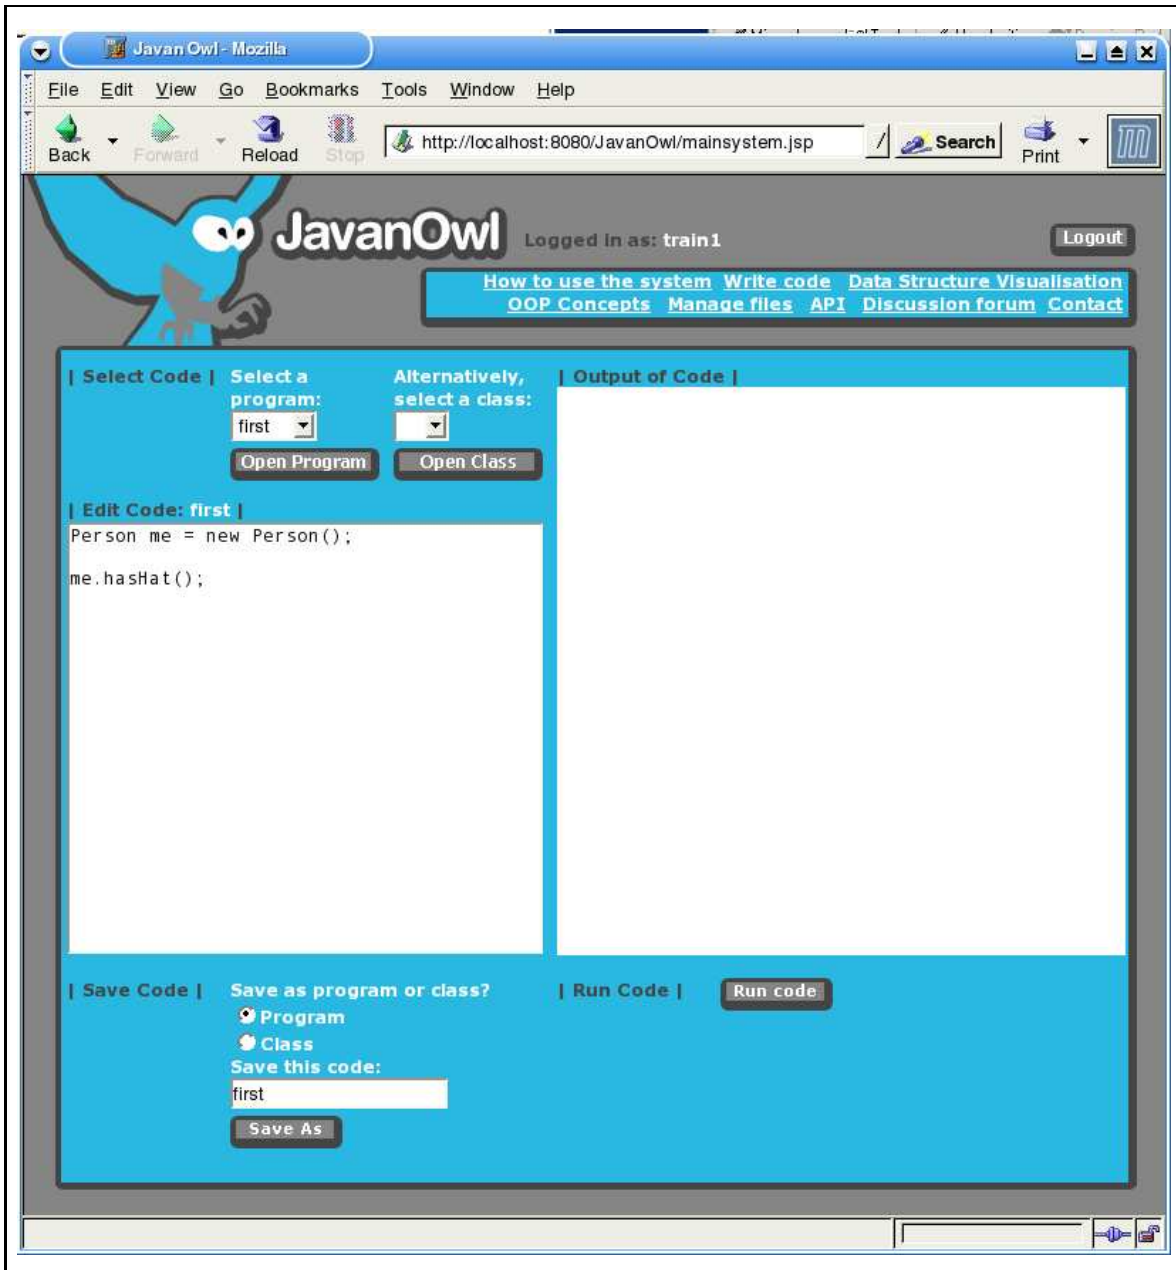 Javan Owl - Mozilla
File Edit View Go Bookmarks Tools Window Help
Back Forward Reload Stop http://localhost:8080/JavanOwl/mainsystem.jsp Search Print
JavanOwl Logged in as: train1 Logout
How to use the system Write code Data Structure Visualisation
OOP Concepts Manage files API Discussion forum Contact
| Select Code | Select a program: Alternatively, select a class:
first
Open Program Open Class
| Output of Code |
| Edit Code: first |
Person me = new Person();
me.hasHat();
| Save Code | Save as program or class?
Program
Class
Save this code:
first
Save As
| Run Code | Run code